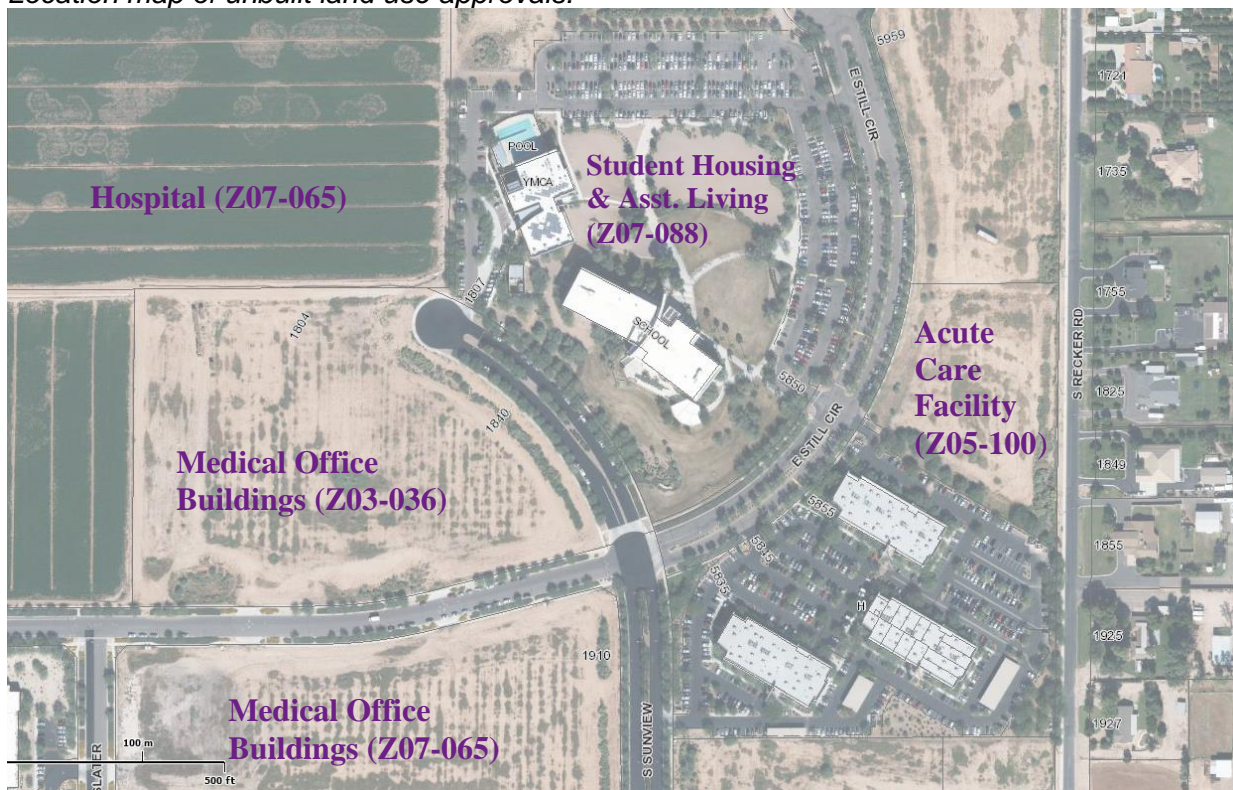 Location map of unbuilt land use approvals.
5959
E STILL CIR
1721
POOL
YMCA
Student Housing
& Asst. Living
(Z07-088)
Hospital (Z07-065)
1735
1755
1807
1804
SCHOOL
S RECKER RD
Acute
Care
Facility
(Z05-100)
5850
1825
1840
E STILL CIR
Medical Office
Buildings (Z03-036)
1849
5855
5845
1855
5835
H
1925
1910
Medical Office
Buildings (Z07-065)
1927
100 m
500 ft
SLATER
S SUNVIEW